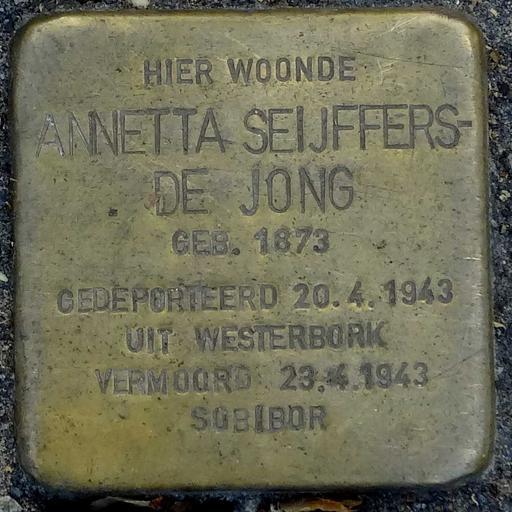 HIER WOONDE
ANNETTA SEIJFFERS-
DE JONG
GEB. 1873
GEDEPORTEERD 20.4.1943
UIT WESTERBORK
VERMOORD 23.4.1943
SOBIBOR